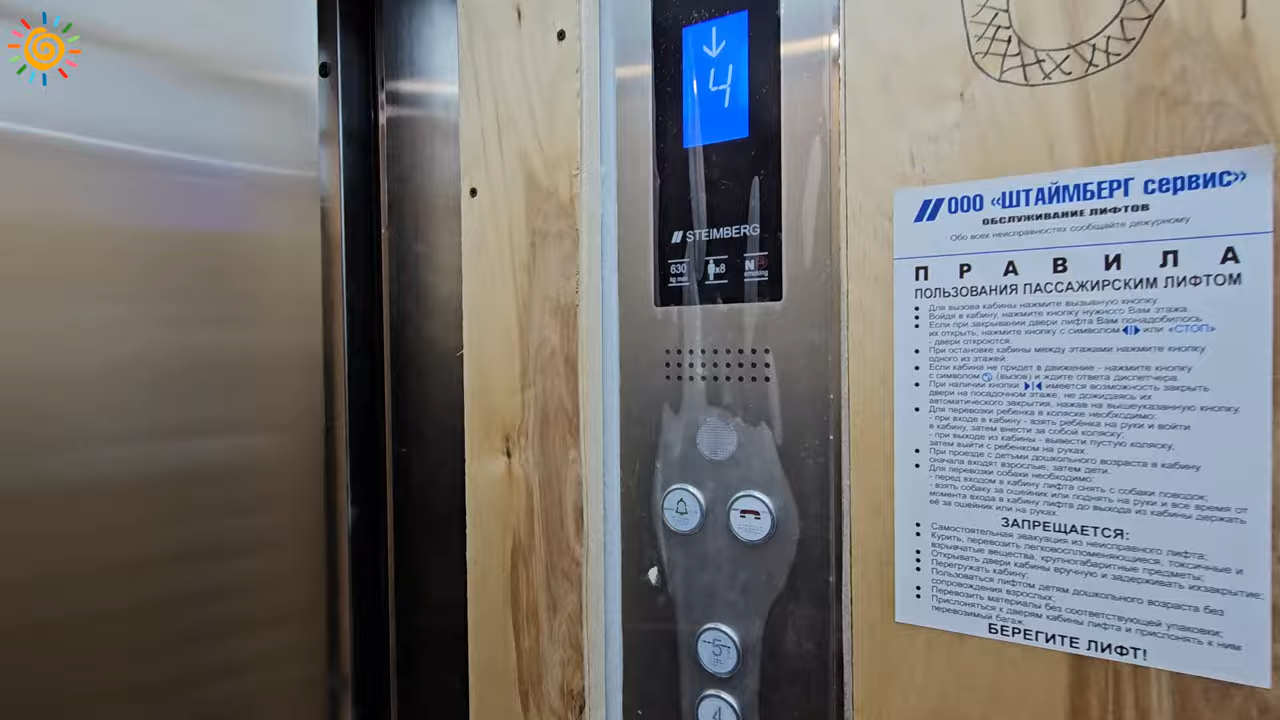 4
STEIMBERG
630
kg max
x8
N
smoking
5
4
ООО «ШТАЙМБЕРГ сервис»
ОБСЛУЖИВАНИЕ ЛИФТОВ
Обо всех неисправностях сообщайте дежурному
ПРАВИЛА
ПОЛЬЗОВАНИЯ ПАССАЖИРСКИМ ЛИФТОМ
Для вызова кабины нажмите вызывную кнопку.
Войдя в кабину, нажмите кнопку нужного Вам этажа
Если при закрывании двери лифта Вам понадобилось
их открыть, нажмите кнопку с символом или «СТОП»
- двери откроются.
При остановке кабины между этажами нажмите кнопку
одного из этажей.
Если кабина не придет в движение - нажмите кнопку
с символом (вызов) и ждите ответа диспетчера.
При наличии кнопки имеется возможность закрыть
двери на посадочном этаже, не дожидаясь их
автоматического закрытия, нажав на вышеуказанную кнопку.
Для перевозки ребенка в коляске необходимо:
- при входе в кабину - взять ребёнка на руки и войти
в кабину, затем внести за собой коляску;
- при выходе из кабины - вывести пустую коляску,
затем выйти с ребенком на руках.
При проезде с детьми дошкольного возраста в кабину
сначала входят взрослые, затем дети.
Для перевозки собаки необходимо:
- перед входом в кабину лифта снять с собаки поводок;
- взять собаку за ошейник или поднять на руки и все время от
момента входа в кабину лифта до выхода из кабины держать
её за ошейник или на руках.
ЗАПРЕЩАЕТСЯ:
Самостоятельная эвакуация из неисправного лифта;
Курить, перевозить легковоспламеняющиеся, токсичные и
взрывчатые вещества, крупногабаритные предметы;
Открывать двери кабины вручную и задерживать их закрытие;
Перегружать кабину;
Пользоваться лифтом детям дошкольного возраста без
сопровождения взрослых;
Перевозить материалы без соответствующей упаковки;
Прислоняться к дверям кабины лифта и прислонять к ним
перевозимый багаж.
БЕРЕГИТЕ ЛИФТ!